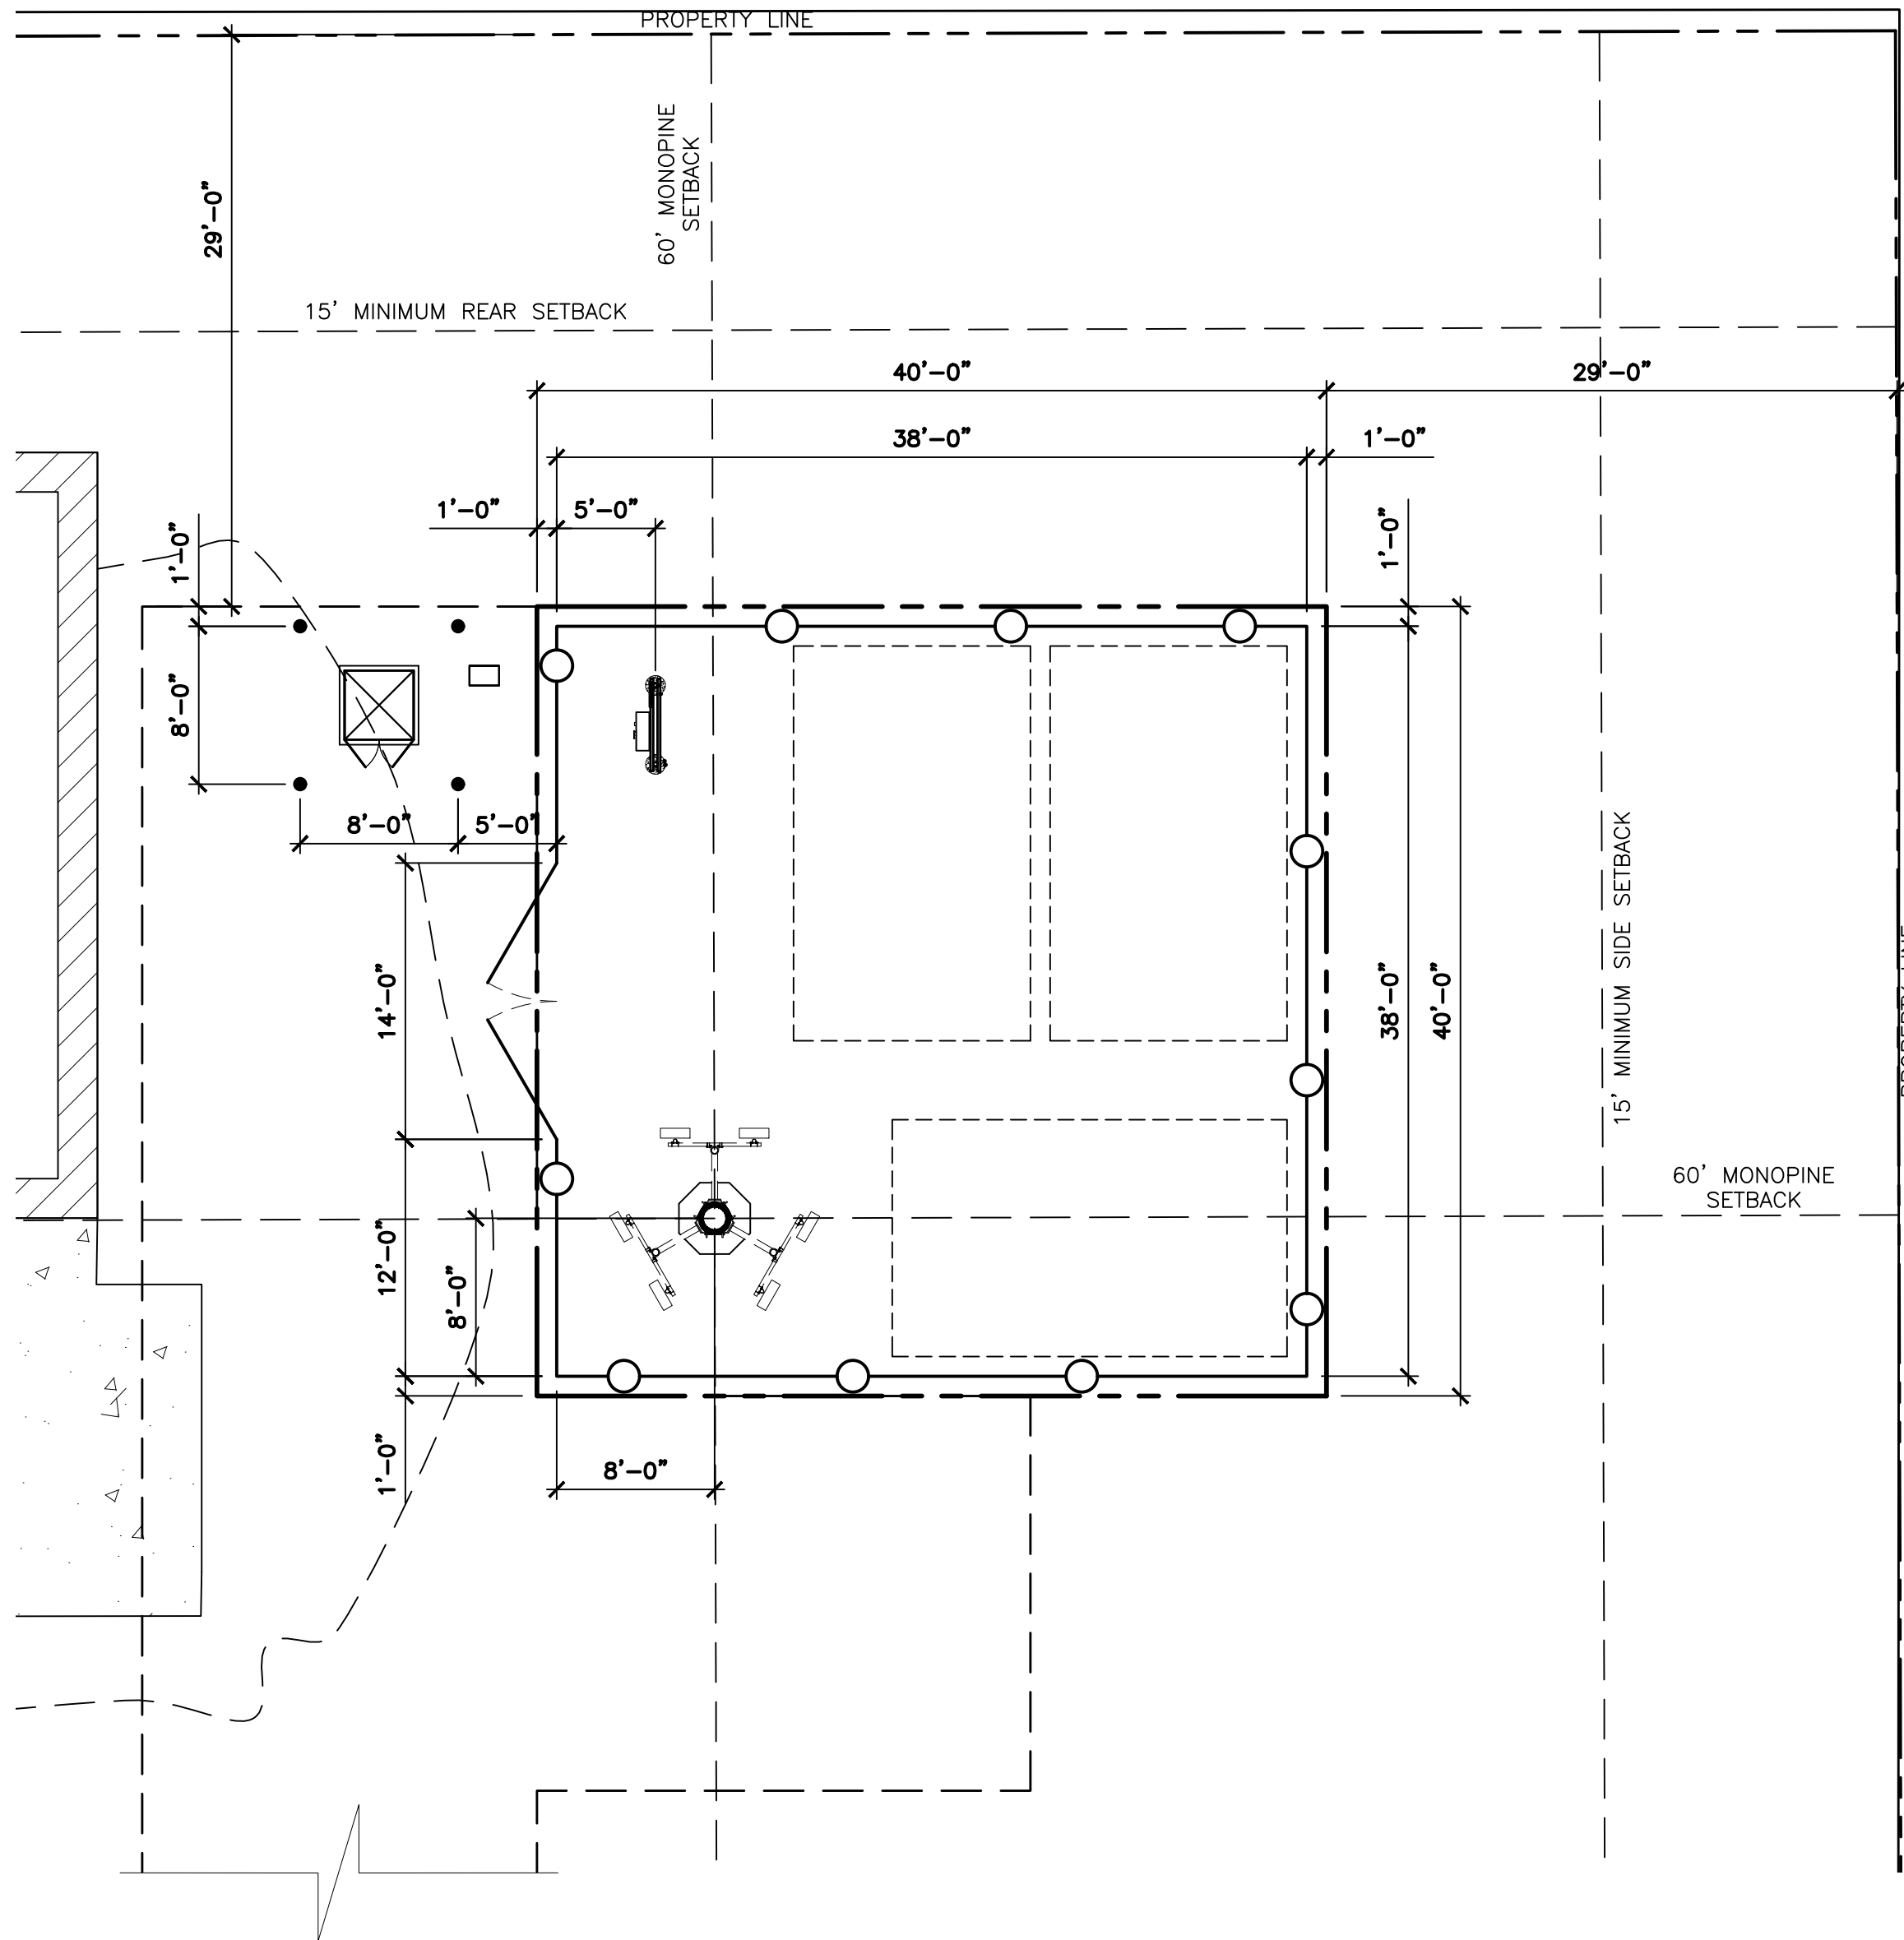 PROPERTY LINE
60' MONOPINE
SETBACK
29'-0"
15' MINIMUM REAR SETBACK
40'-0"
29'-0"
38'-0"
1'-0"
1'-0"
5'-0"
1'-0"
1'-0"
8'-0"
8'-0"
5'-0"
14'-0"
38'-0"
40'-0"
15' MINIMUM SIDE SETBACK
PROPERTY LINE
60' MONOPINE
SETBACK
12'-0"
8'-0"
1'-0"
8'-0"